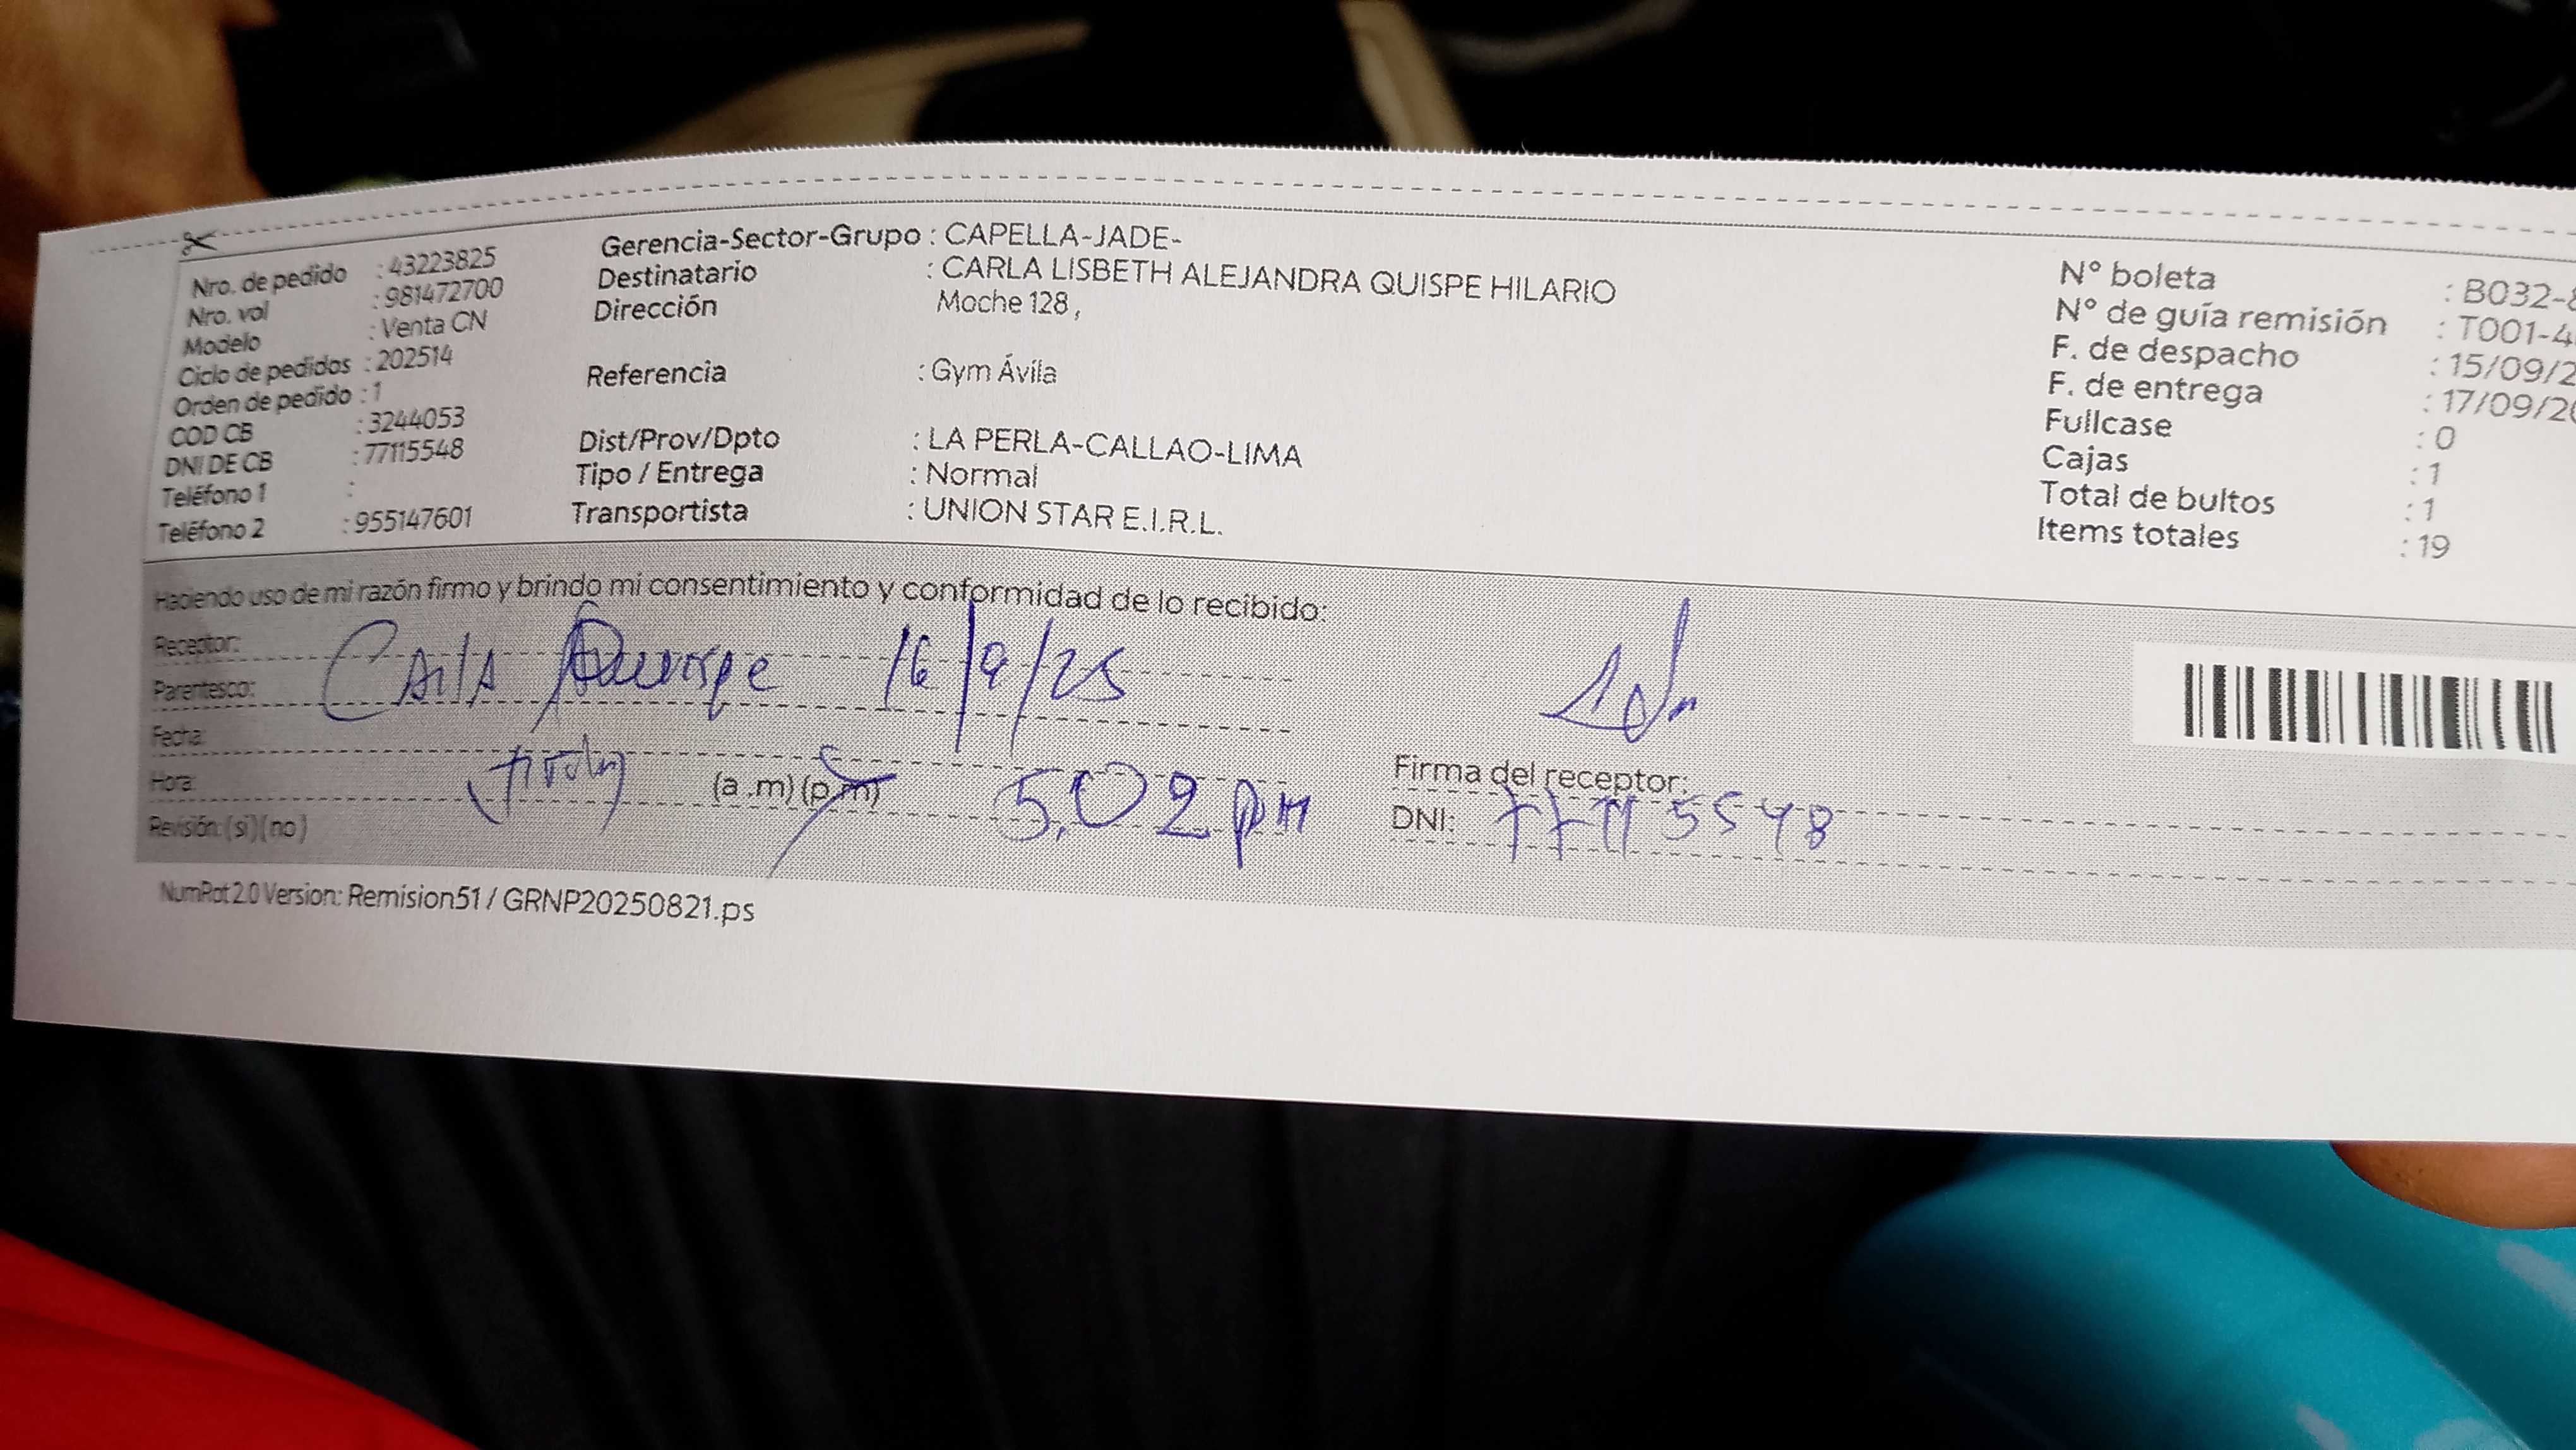 Nro. de pedido : 43223825
Nro. vol : 981472700
Modelo : Venta CN
Ciclo de pedidos : 202514
Orden de pedido : 1
COD CB : 3244053
DNI DE CB : 77115548
Teléfono 1 :
Teléfono 2 : 955147601
Gerencia-Sector-Grupo : CAPELLA-JADE-
Destinatario : CARLA LISBETH ALEJANDRA QUISPE HILARIO
Dirección Moche 128 ,
Referencia : Gym Ávila
Dist/Prov/Dpto : LA PERLA-CALLAO-LIMA
Tipo / Entrega : Normal
Transportista : UNION STAR E.I.R.L.
N° boleta : B032-
N° de guía remisión : T001-4
F. de despacho : 15/09/2
F. de entrega : 17/09/20
Fullcase : 0
Cajas : 1
Total de bultos : 1
Items totales : 19
Haciendo uso de mi razón firmo y brindo mi consentimiento y conformidad de lo recibido:
Receptor:
Carla Quispe 16/9/25
Parentesco:
Fecha:
Hora: (a .m) (p.m) 5,02 pm
Revisión: (si) (no)
Firma del receptor:
DNI: 77115548
NumRot 2.0 Version: Remision51 / GRNP20250821.ps